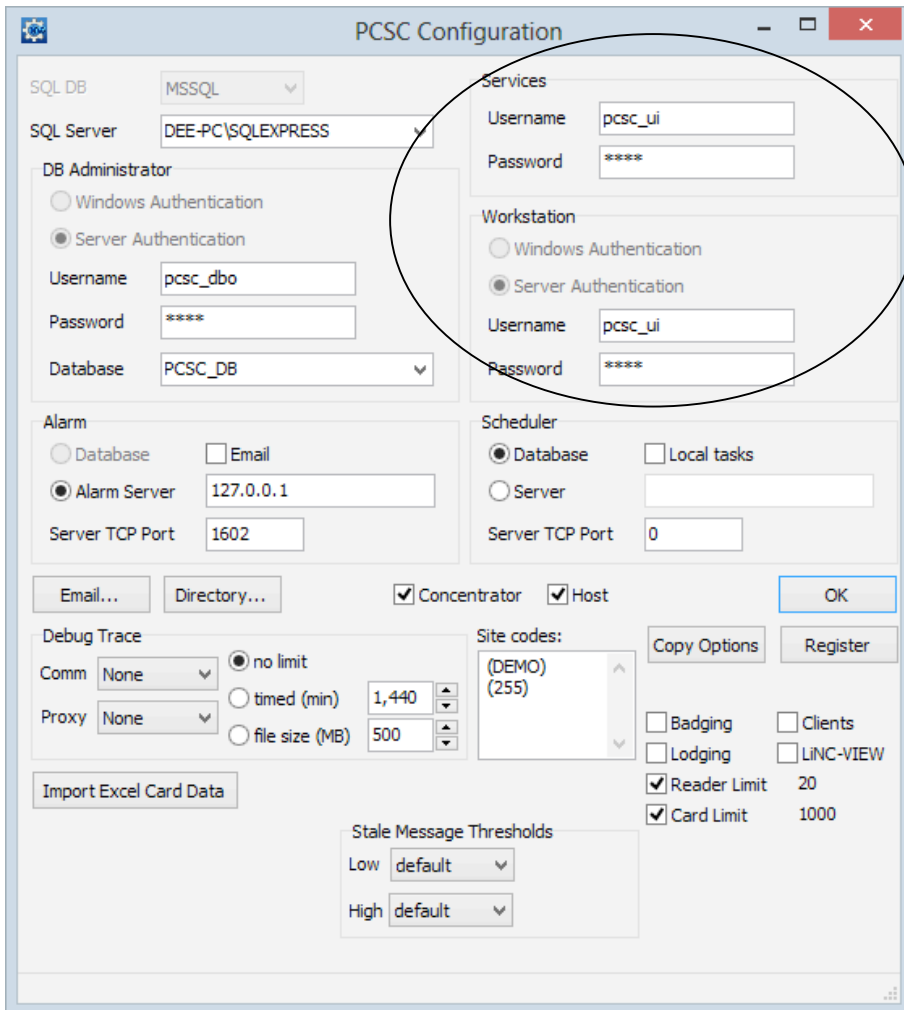 PCSC Configuration
SQL DB MSSQL
SQL Server DEE-PC\SQLEXPRESS
DB Administrator
Windows Authentication
Server Authentication
Username pcsc_dbo
Password ****
Database PCSC_DB
Services
Username pcsc_ui
Password ****
Workstation
Windows Authentication
Server Authentication
Username pcsc_ui
Password ****
Alarm
Database Email
Alarm Server 127.0.0.1
Server TCP Port 1602
Scheduler
Database Local tasks
Server
Server TCP Port 0
Email... Directory... Concentrator Host OK
Debug Trace
Comm None
Proxy None
no limit
timed (min) 1,440
file size (MB) 500
Site codes:
(DEMO)
(255)
Copy Options Register
Badging Clients
Lodging LiNC-VIEW
Reader Limit 20
Card Limit 1000
Import Excel Card Data
Stale Message Thresholds
Low default
High default